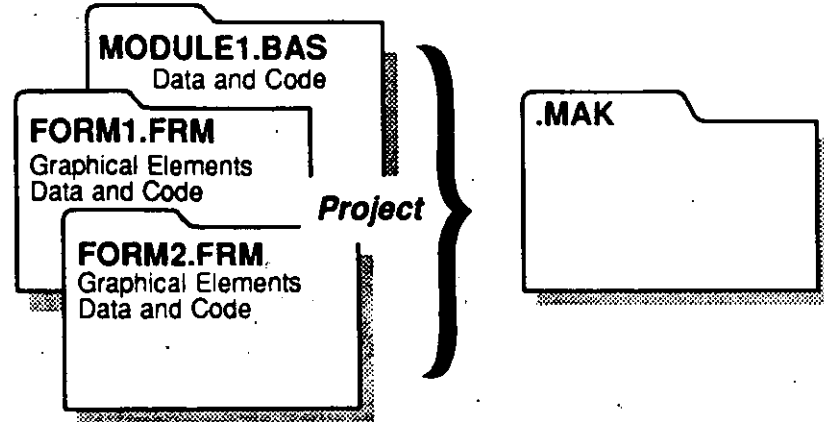 MODULE1.BAS
Data and Code
FORM1.FRM
Graphical Elements
Data and Code
Project
FORM2.FRM
Graphical Elements
Data and Code
.MAK